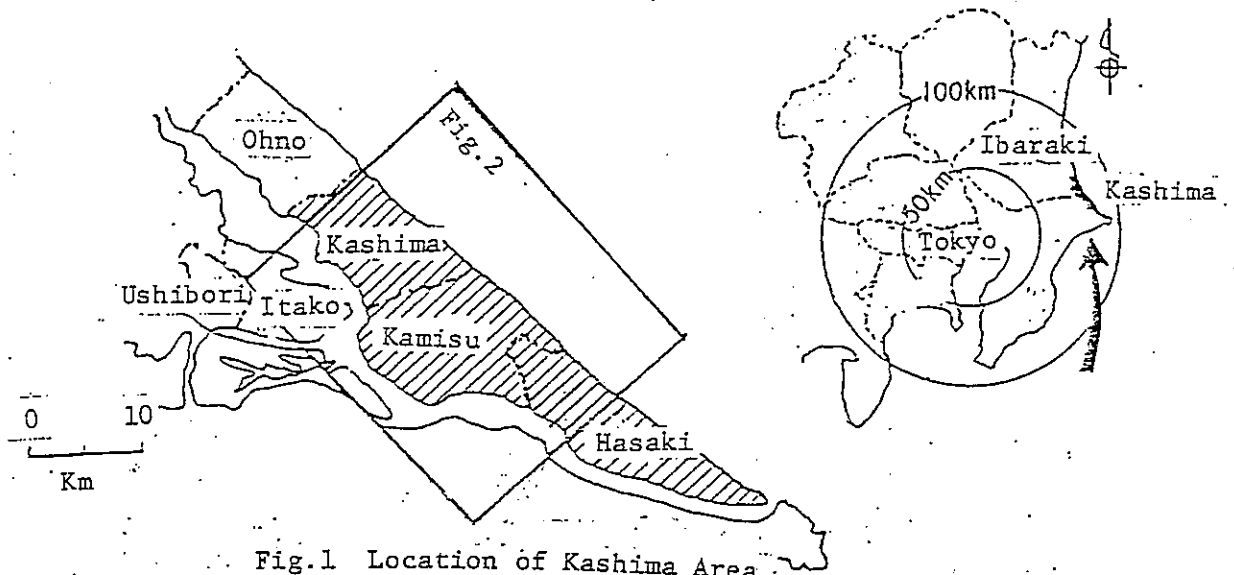 Ohno
Fig.2
Kashima
Ushibori
Itako
Kamisu
Hasaki
0 10
Km
100km
Ibaraki
50km
Kashima
Tokyo
Fig.1 Location of Kashima Area